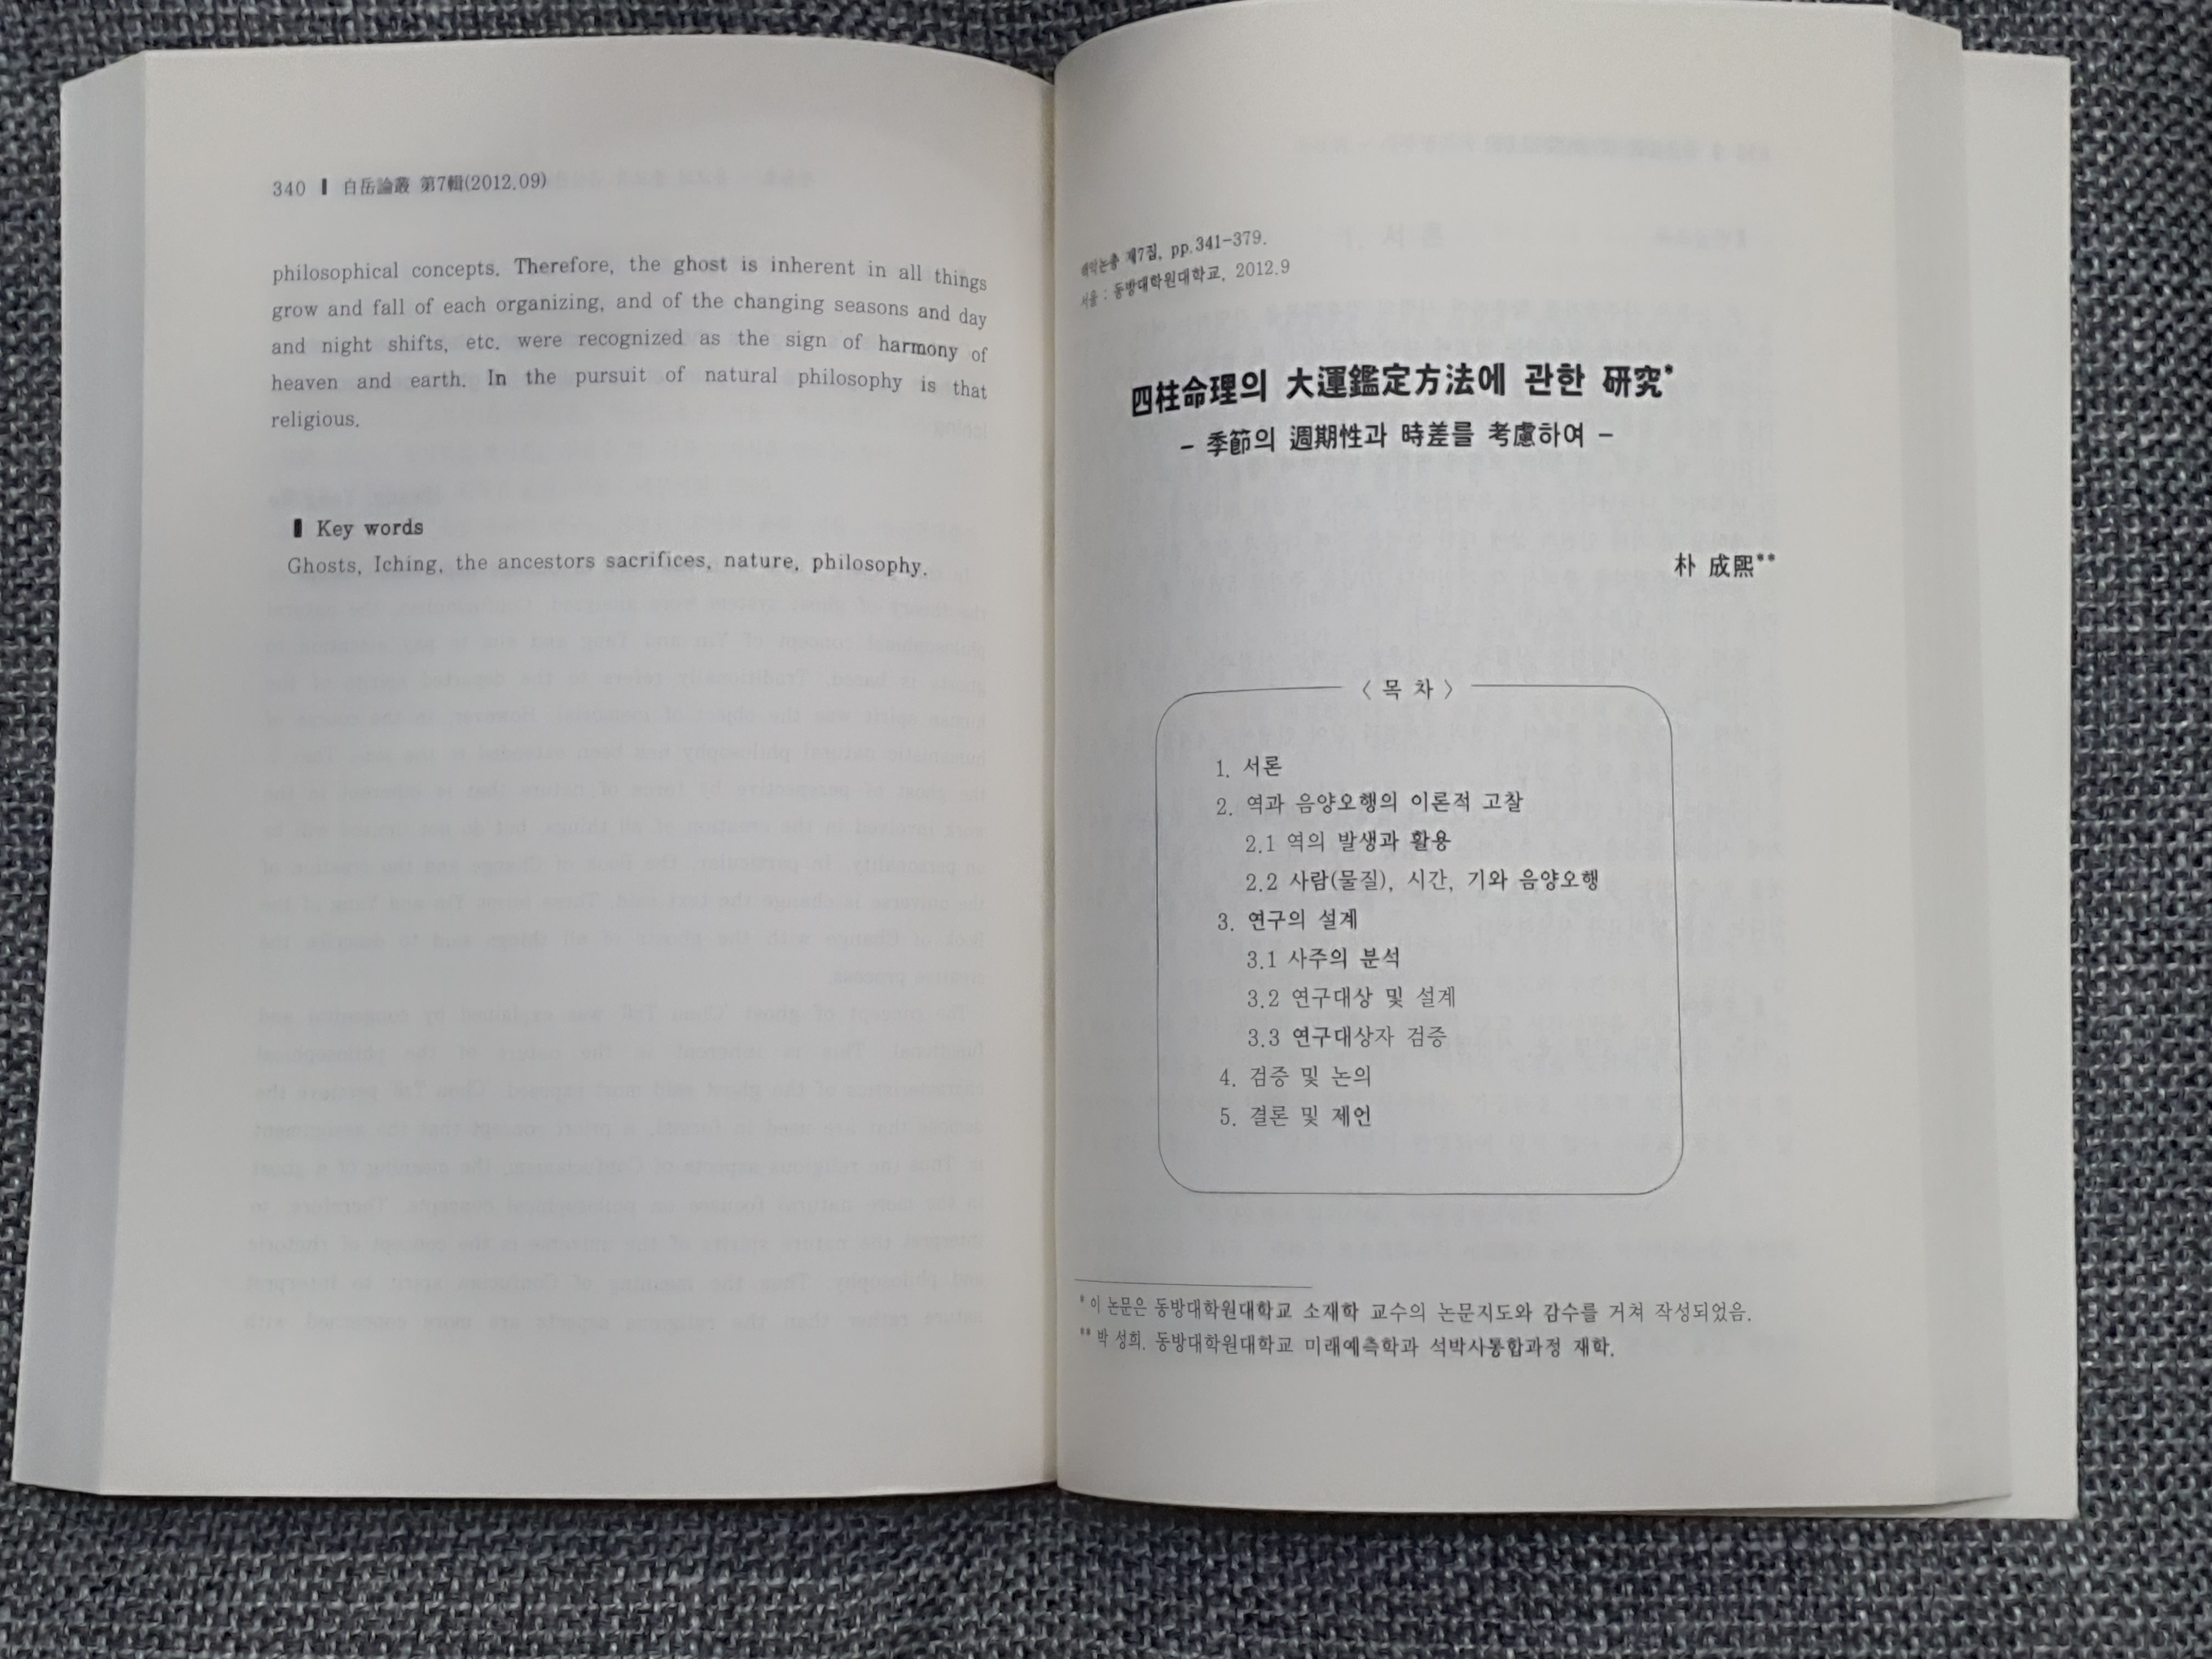 340 ▌ 白岳論叢 第7輯(2012.09)
philosophical concepts. Therefore, the ghost is inherent in all things
grow and fall of each organizing, and of the changing seasons and day
and night shifts, etc. were recognized as the sign of harmony of
heaven and earth. In the pursuit of natural philosophy is that
religious.
▌ Key words
Ghosts, Iching, the ancestors sacrifices, nature, philosophy.
백악논총 제7집, pp.341-379.
서울 : 동방대학원대학교, 2012.9
四柱命理의 大運鑑定方法에 관한 研究*
- 季節의 週期性과 時差를 考慮하여 -
朴 成熙**
〈 목 차 〉
1. 서론
2. 역과 음양오행의 이론적 고찰
2.1 역의 발생과 활용
2.2 사람(물질), 시간, 기와 음양오행
3. 연구의 설계
3.1 사주의 분석
3.2 연구대상 및 설계
3.3 연구대상자 검증
4. 검증 및 논의
5. 결론 및 제언
* 이 논문은 동방대학원대학교 소재학 교수의 논문지도와 감수를 거쳐 작성되었음.
** 박 성희. 동방대학원대학교 미래예측학과 석박사통합과정 재학.